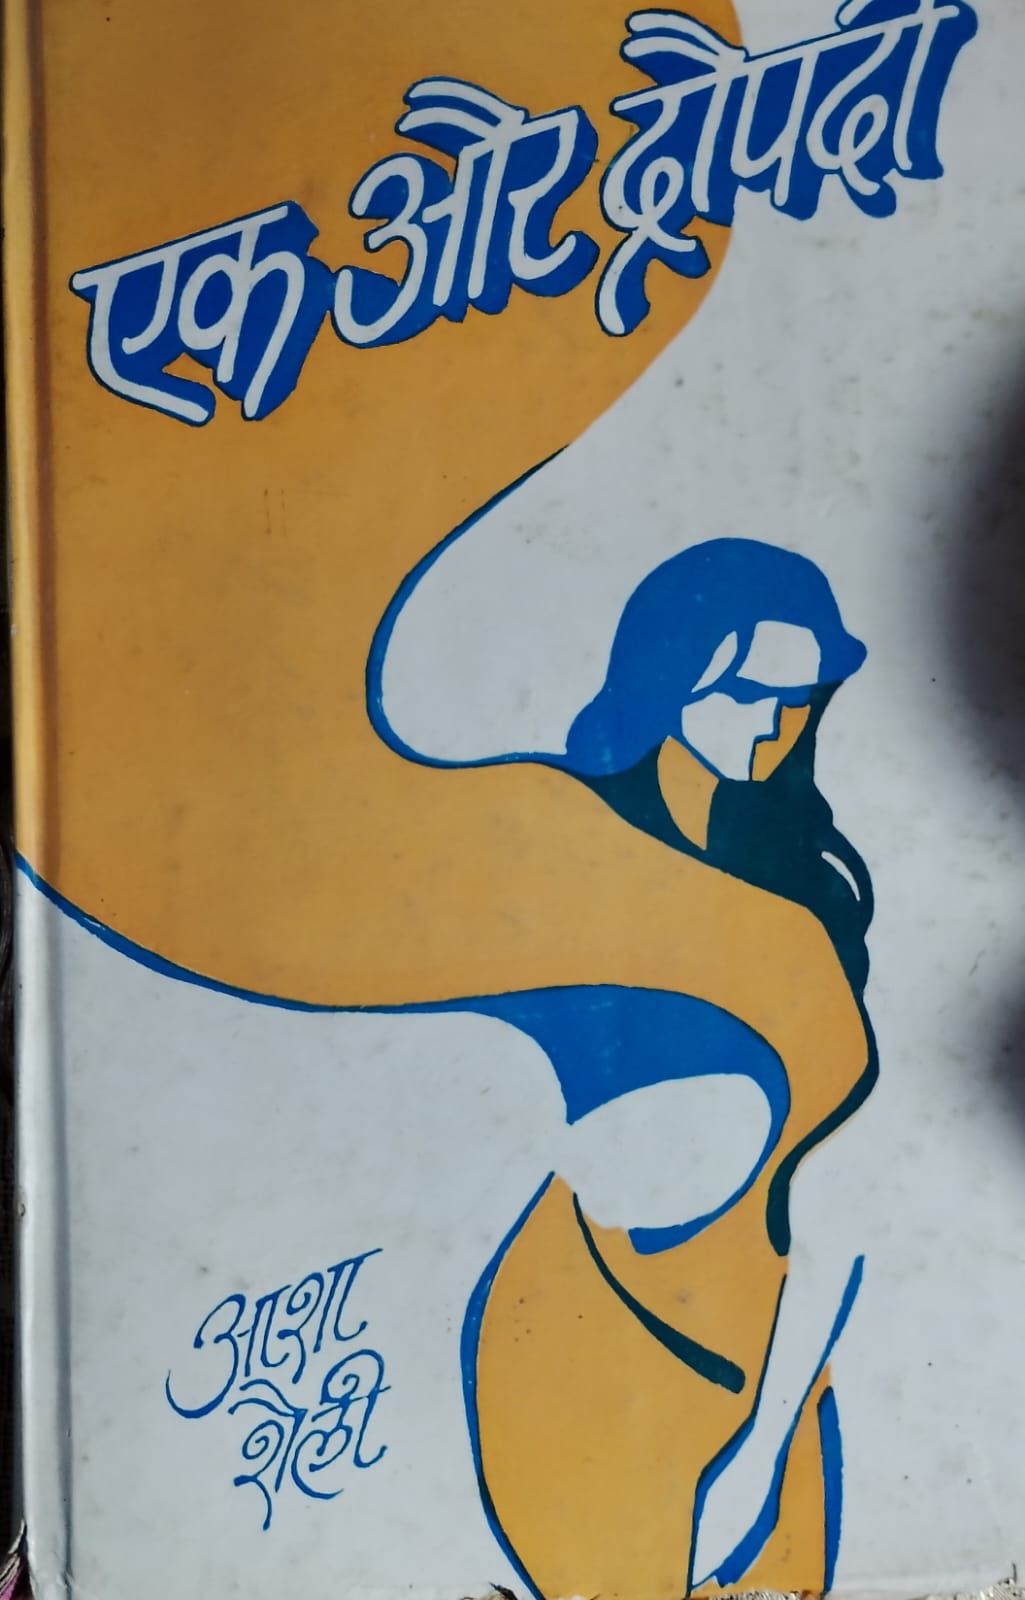 एक और द्रौपदी
आशा
शैली